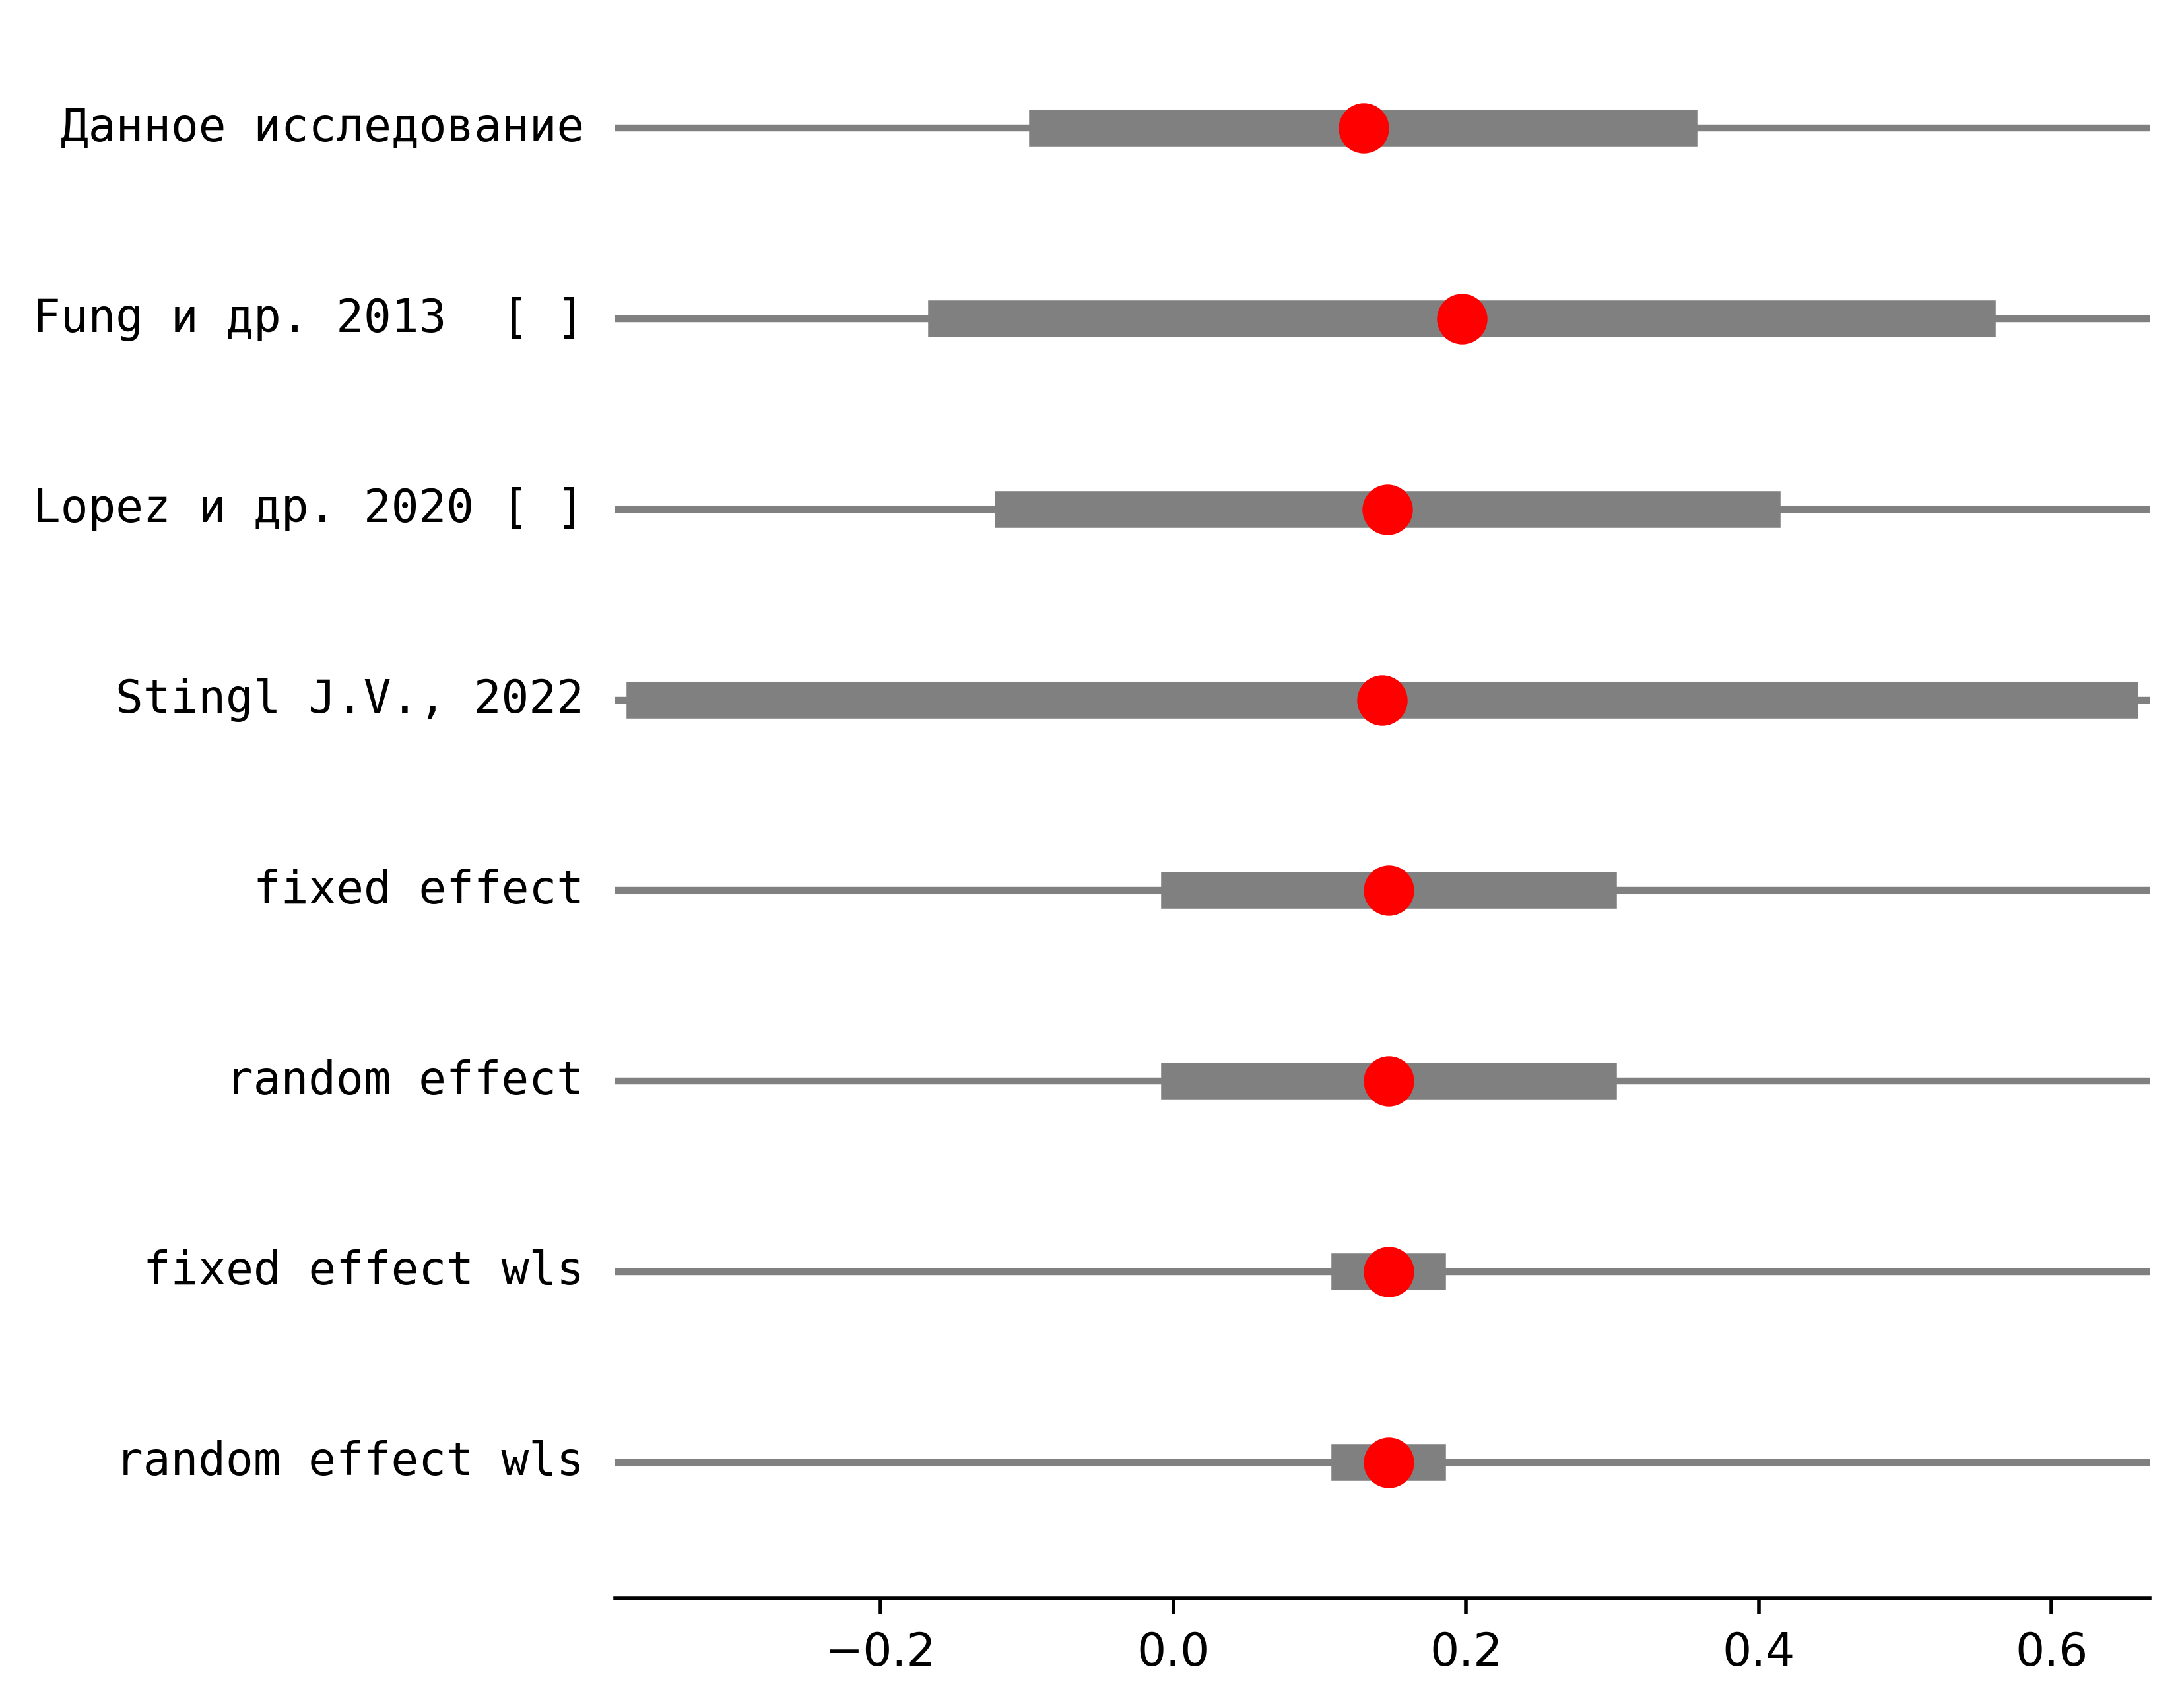 Данное исследование
Fung и др. 2013  [ ]
Lopez и др. 2020 [ ]
Stingl J.V., 2022
fixed effect
random effect
fixed effect wls
random effect wls
−0.2 0.0 0.2 0.4 0.6